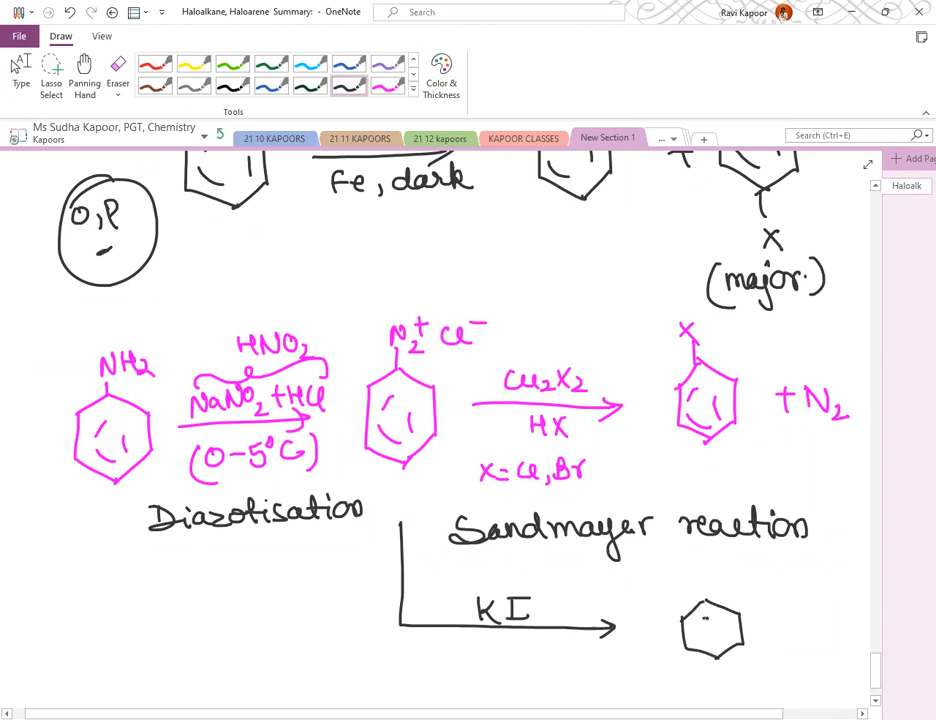 Haloalkane, Haloarene Summary: - OneNote
Search
Ravi Kapoor
File
Draw
View
Type
Lasso Select
Panning Hand
Eraser
Color & Thickness
Tools
Ms Sudha Kapoor, PGT, Chemistry
Kapoors
21 10 KAPOORS
21 11 KAPOORS
21 12 kapoors
KAPOOR CLASSES
New Section 1
...
Search (Ctrl+E)
Add Pag
Haloalk
Fe, dark
+
O, P
X
(major)
NH2
HNO2
NaNO2+HCl
(0-5°C)
N2+ Cl-
Cu2X2
HX
X=Cl,Br
X
+ N2
Diazotisation
Sandmayer reaction
KI